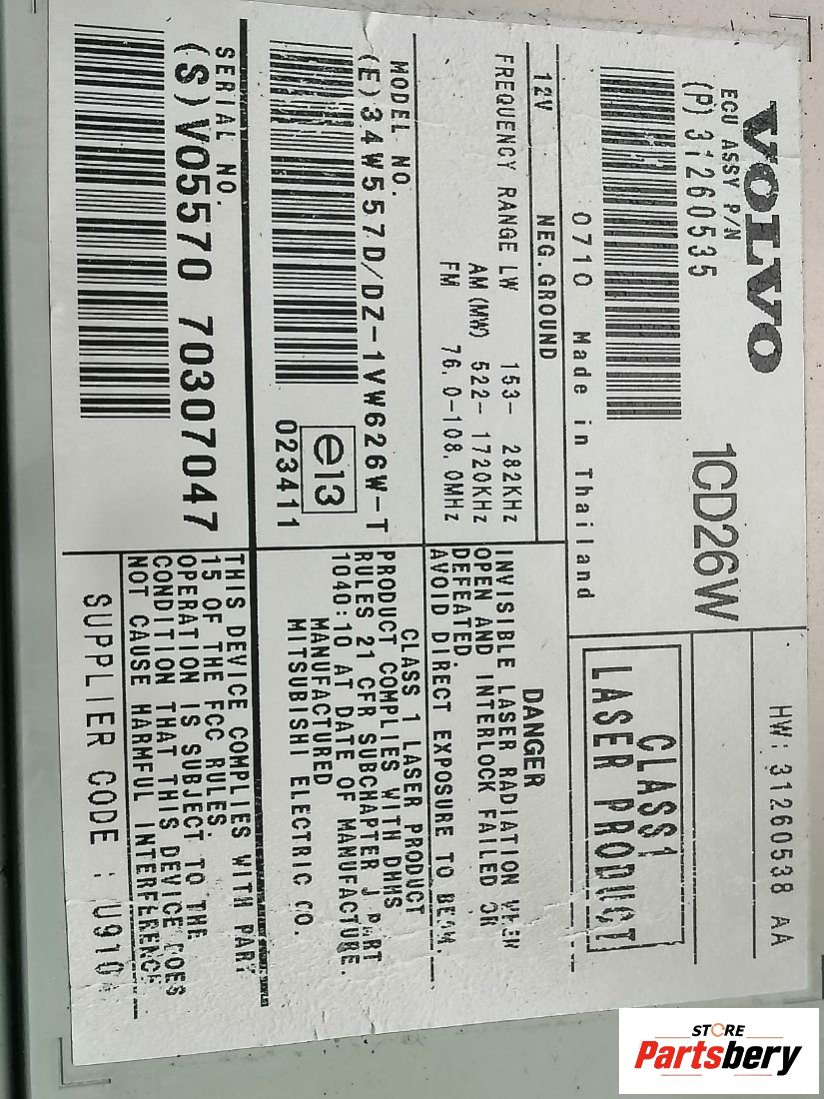 VOLVO
1CD26W
HW: 31260538 AA
ECU ASSY P/N
(P)31260535
0710 Made in Thailand
CLASS1
LASER PRODUCT
12V NEG.GROUND
FREQUENCY RANGE LW 153- 282KHz
AM(MW) 522- 1720KHz
FM 76.0-108.0MHz
DANGER
INVISIBLE LASER RADIATION WHEN
OPEN AND INTERLOCK FAILED OR
DEFEATED.
AVOID DIRECT EXPOSURE TO BEAM.
MODEL NO.
(E)34W557D/DZ-1VW626W-T
e13
023411
CLASS 1 LASER PRODUCT
PRODUCT COMPLIES WITH DHHS
RULES 21 CFR SUBCHAPTER J PART
1040:10 AT DATE OF MANUFACTURE.
MANUFACTURED
MITSUBISHI ELECTRIC CO.
SERIAL NO.
(S)VO5570 70307047
THIS DEVICE COMPLIES WITH PART
15 OF THE FCC RULES.
OPERATION IS SUBJECT TO THE
CONDITION THAT THIS DEVICE DOES
NOT CAUSE HARMFUL INTERFERENCE
SUPPLIER CODE : U910
STORE
Partsbery